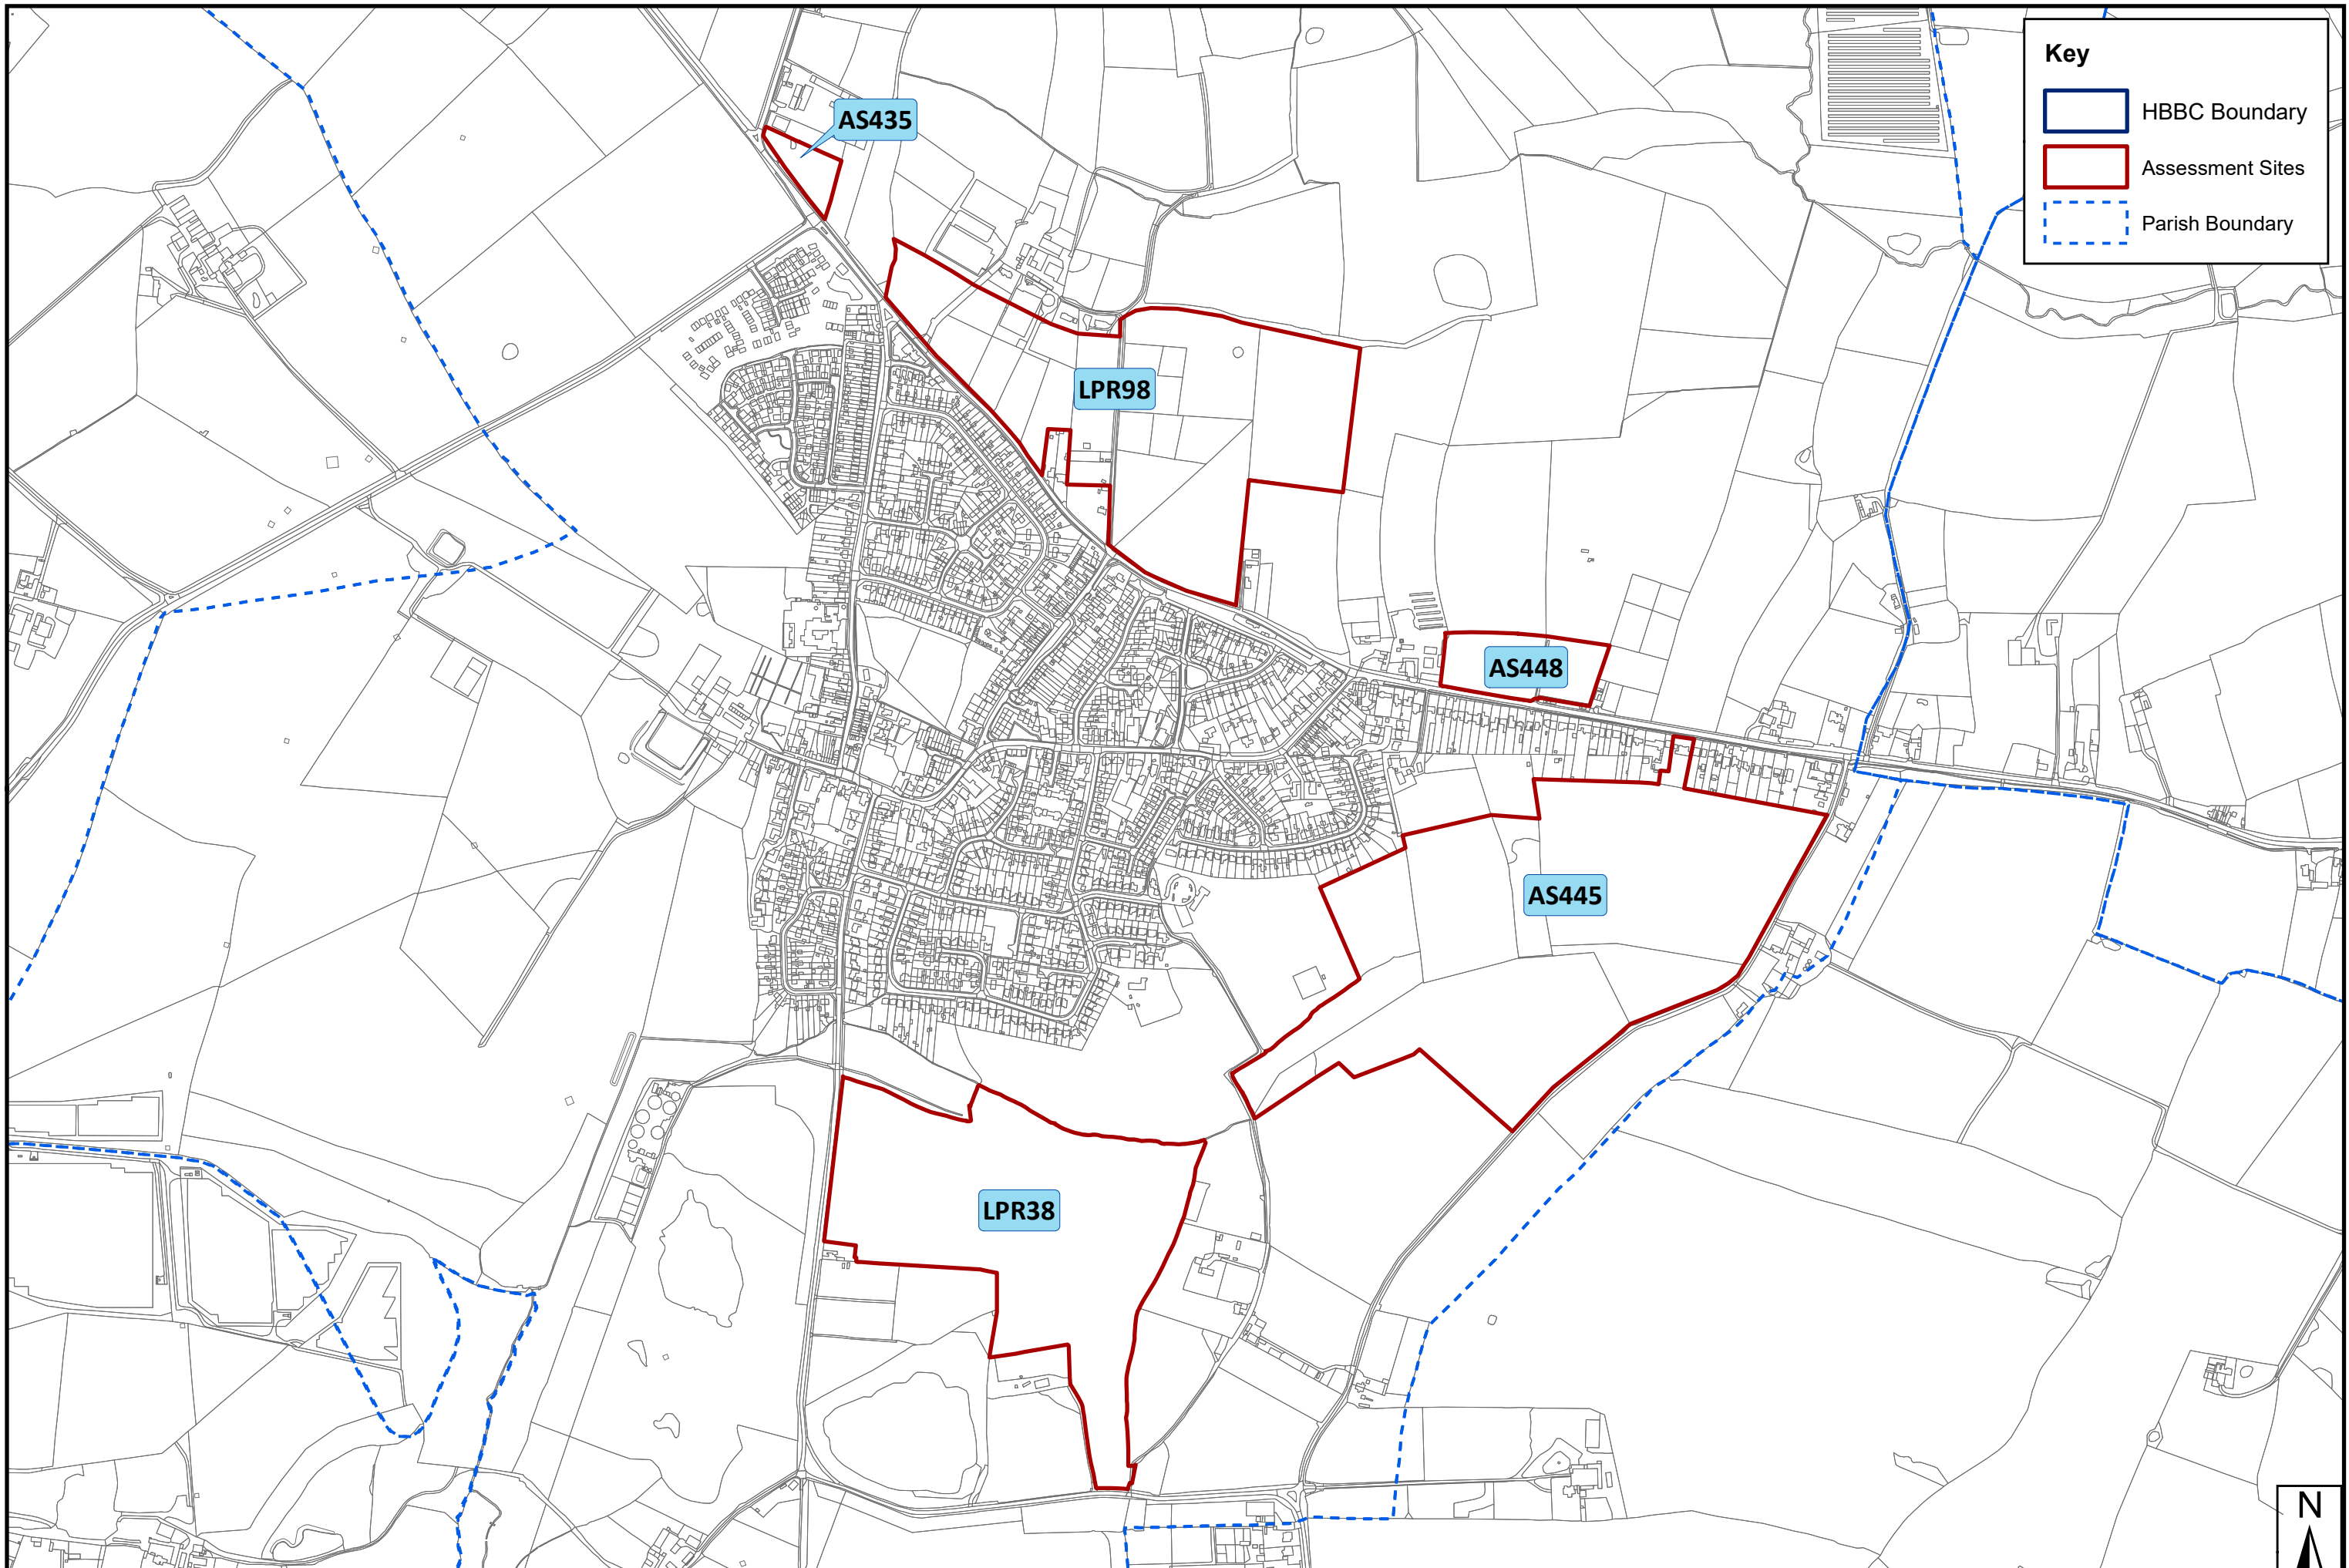 Key
HBBC Boundary
Assessment Sites
Parish Boundary
AS435
LPR98
AS448
AS445
LPR38
N